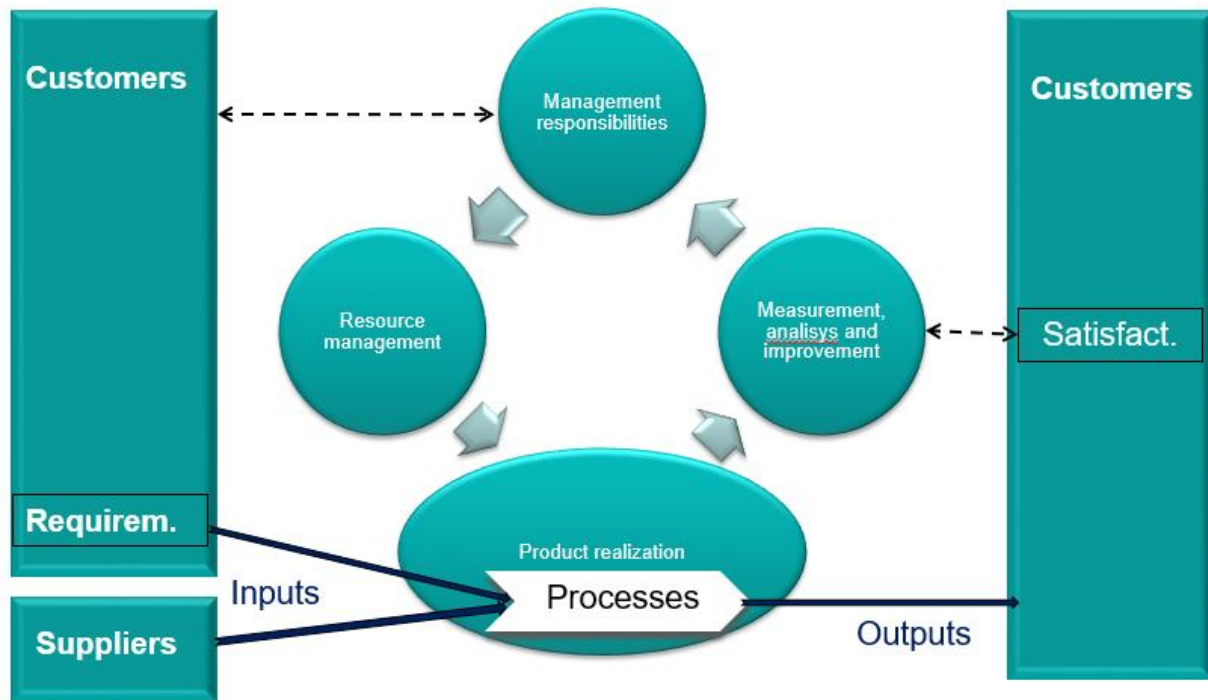 Customers
Management
responsibilities
Customers
Resource
management
Measurement,
analisys and
improvement
Satisfact.
Requirem.
Product realization
Inputs
Processes
Suppliers
Outputs